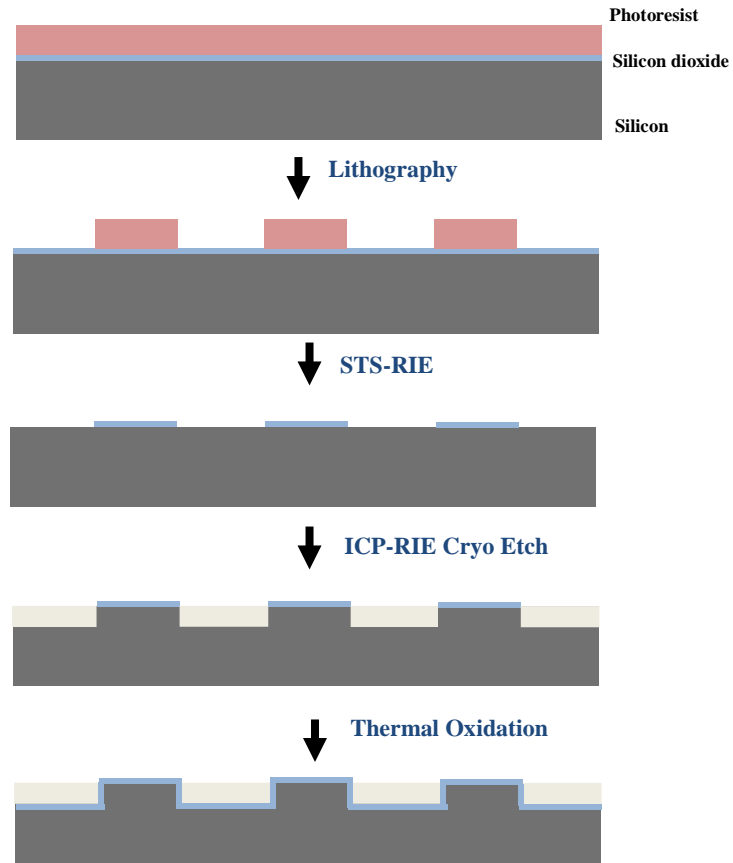 Photoresist
Silicon dioxide
Silicon
Lithography
STS-RIE
ICP-RIE Cryo Etch
Thermal Oxidation